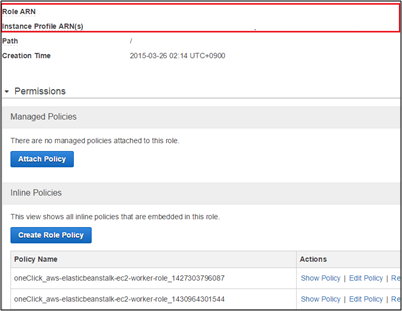 Role ARN
Instance Profile ARN(s)
Path /
Creation Time 2015-03-26 02:14 UTC+0900
Permissions
Managed Policies
There are no managed policies attached to this role.
Attach Policy
Inline Policies
This view shows all inline policies that are embedded in this role.
Create Role Policy
Policy Name Actions
oneClick_aws-elasticbeanstalk-ec2-worker-role_1427303796087 Show Policy | Edit Policy | Re
oneClick_aws-elasticbeanstalk-ec2-worker-role_1430964301544 Show Policy | Edit Policy | Re